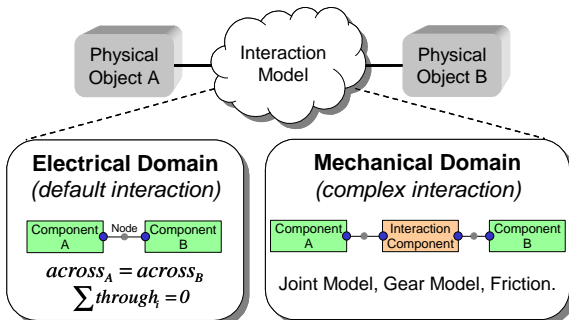 Physical
Object A
Interaction
Model
Physical
Object B
Electrical Domain
(default interaction)
Component
A
Node
Component
B
across_A = across_B
∑ through_i = 0
Mechanical Domain
(complex interaction)
Component
A
Interaction
Component
Component
B
Joint Model, Gear Model, Friction.